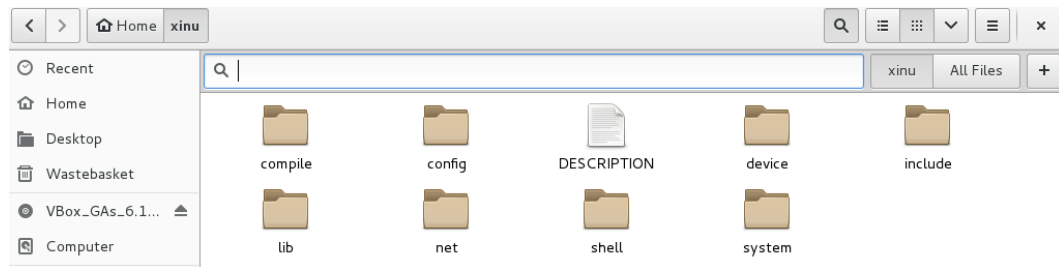 Home xinu
Recent
xinu All Files
Home
Desktop
Wastebasket
VBox_GAs_6.1...
Computer
compile config DESCRIPTION device include
lib net shell system